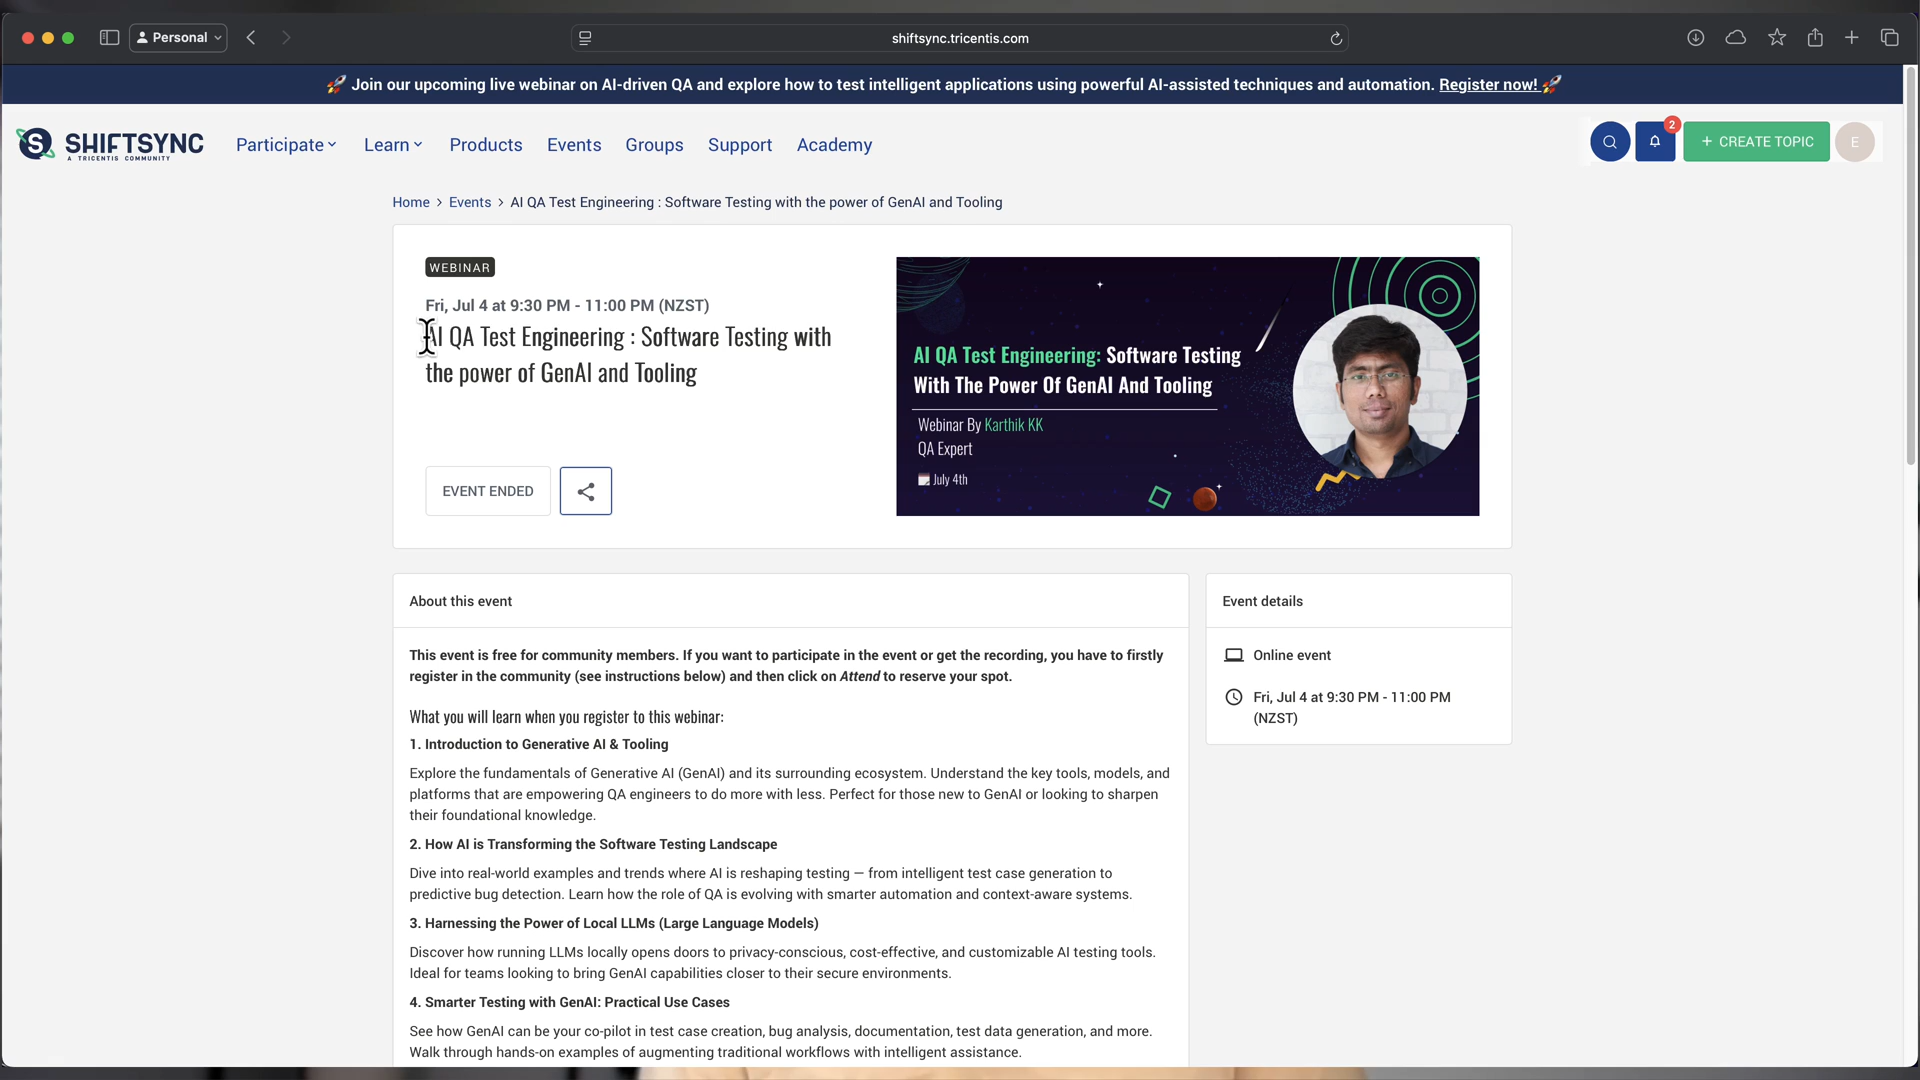 Personal
shiftsync.tricentis.com
🚀 Join our upcoming live webinar on AI-driven QA and explore how to test intelligent applications using powerful AI-assisted techniques and automation. Register now! 🚀
SHIFTSYNC
A TRICENTIS COMMUNITY
Participate Learn Products Events Groups Support Academy
2
+ CREATE TOPIC
E
Home > Events > AI QA Test Engineering : Software Testing with the power of GenAI and Tooling
WEBINAR
Fri, Jul 4 at 9:30 PM - 11:00 PM (NZST)
AI QA Test Engineering : Software Testing with
the power of GenAI and Tooling
EVENT ENDED
AI QA Test Engineering: Software Testing
With The Power Of GenAI And Tooling
Webinar By Karthik KK
QA Expert
July 4th
About this event
This event is free for community members. If you want to participate in the event or get the recording, you have to firstly
register in the community (see instructions below) and then click on Attend to reserve your spot.
What you will learn when you register to this webinar:
1. Introduction to Generative AI & Tooling
Explore the fundamentals of Generative AI (GenAI) and its surrounding ecosystem. Understand the key tools, models, and
platforms that are empowering QA engineers to do more with less. Perfect for those new to GenAI or looking to sharpen
their foundational knowledge.
2. How AI is Transforming the Software Testing Landscape
Dive into real-world examples and trends where AI is reshaping testing — from intelligent test case generation to
predictive bug detection. Learn how the role of QA is evolving with smarter automation and context-aware systems.
3. Harnessing the Power of Local LLMs (Large Language Models)
Discover how running LLMs locally opens doors to privacy-conscious, cost-effective, and customizable AI testing tools.
Ideal for teams looking to bring GenAI capabilities closer to their secure environments.
4. Smarter Testing with GenAI: Practical Use Cases
See how GenAI can be your co-pilot in test case creation, bug analysis, documentation, test data generation, and more.
Walk through hands-on examples of augmenting traditional workflows with intelligent assistance.
Event details
Online event
Fri, Jul 4 at 9:30 PM - 11:00 PM
(NZST)